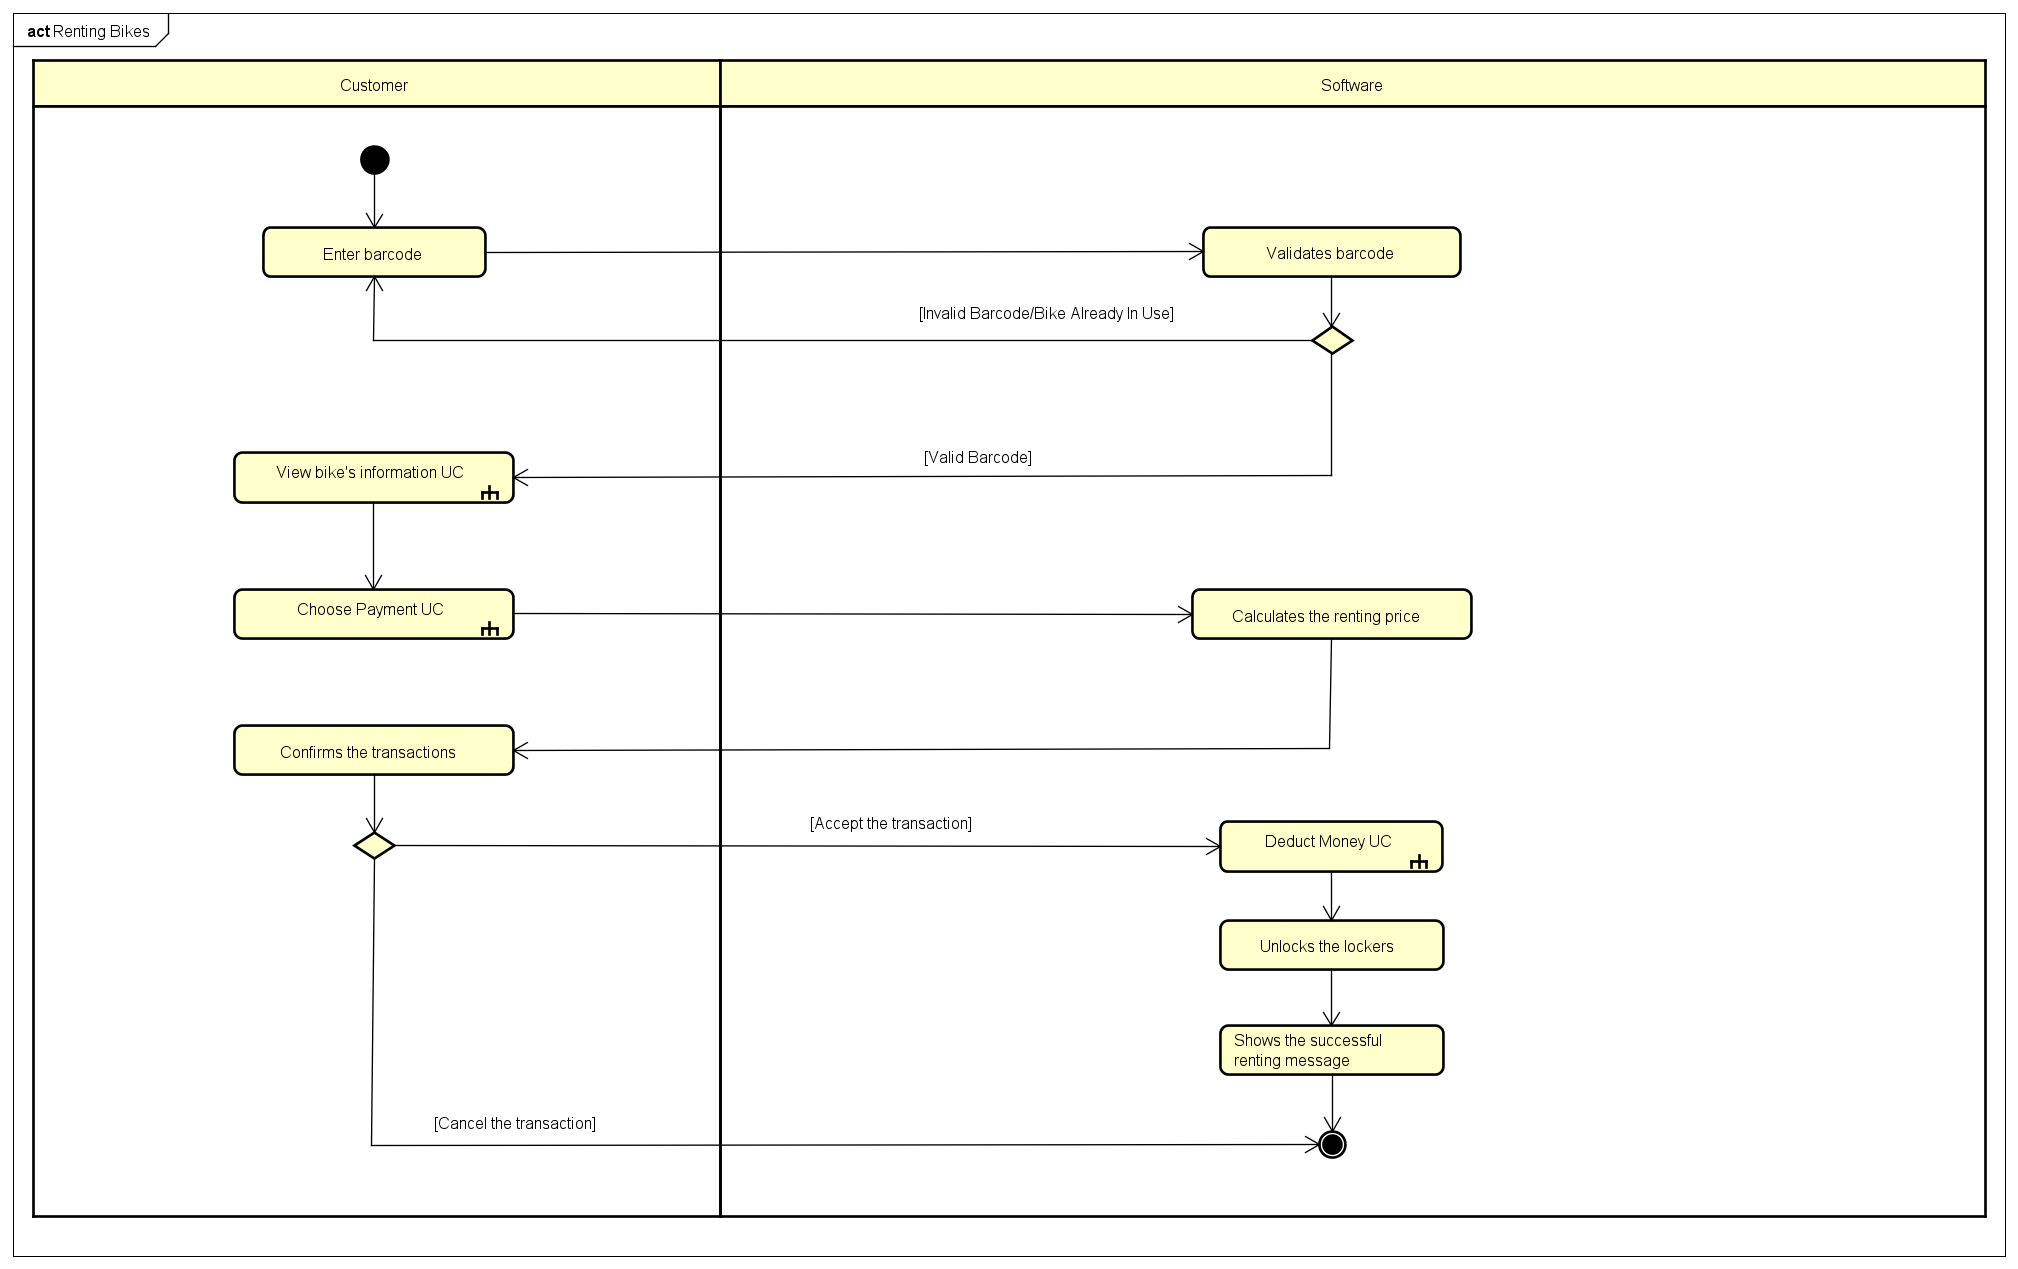 act Renting Bikes
Customer
Software
Enter barcode
Validates barcode
[Invalid Barcode/Bike Already In Use]
[Valid Barcode]
View bike's information UC
Choose Payment UC
Calculates the renting price
Confirms the transactions
[Accept the transaction]
Deduct Money UC
Unlocks the lockers
Shows the successful
renting message
[Cancel the transaction]